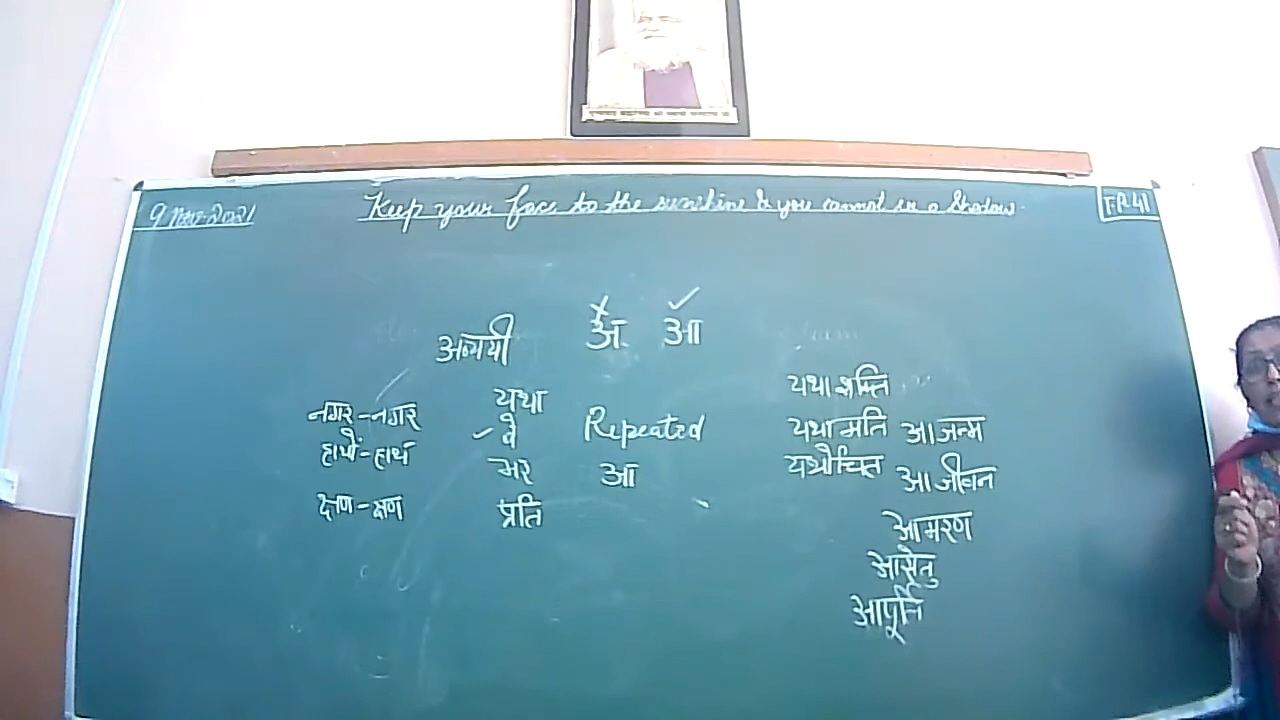 9 Nov-2021
Keep your face to the sunshine & you cannot see a Shadow.
F.R 41
अव्ययी अ आ
नगर-नगर
हाथों-हाथ
क्षण-क्षण
यथा
बे Repeated
भर आ
प्रति
यथाशक्ति
यथामति आजन्म
यथोचित आजीवन
आमरण
आसेतु
आपूर्ति